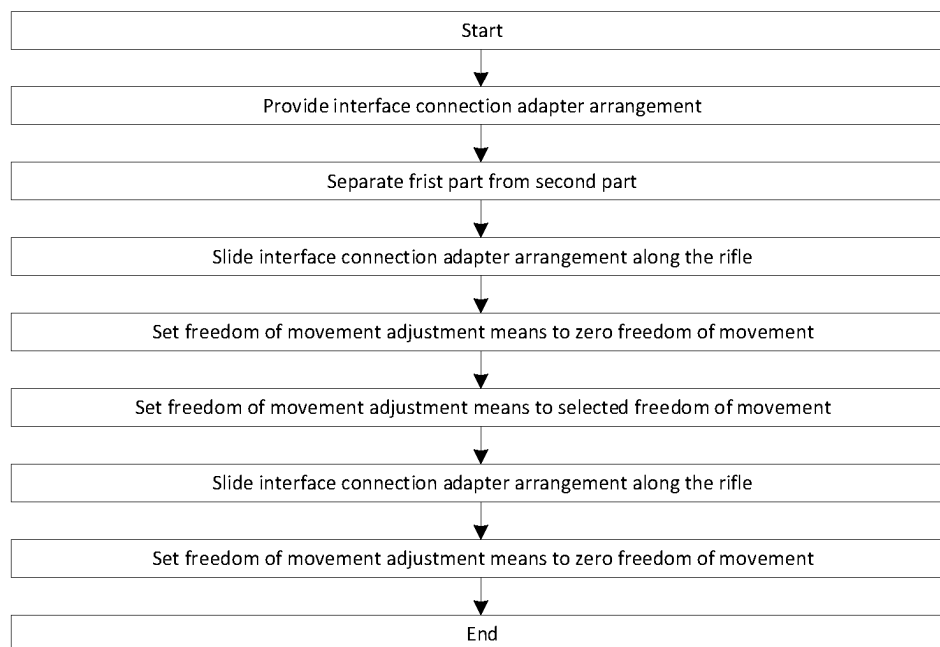 Start
Provide interface connection adapter arrangement
Separate frist part from second part
Slide interface connection adapter arrangement along the rifle
Set freedom of movement adjustment means to zero freedom of movement
Set freedom of movement adjustment means to selected freedom of movement
Slide interface connection adapter arrangement along the rifle
Set freedom of movement adjustment means to zero freedom of movement
End